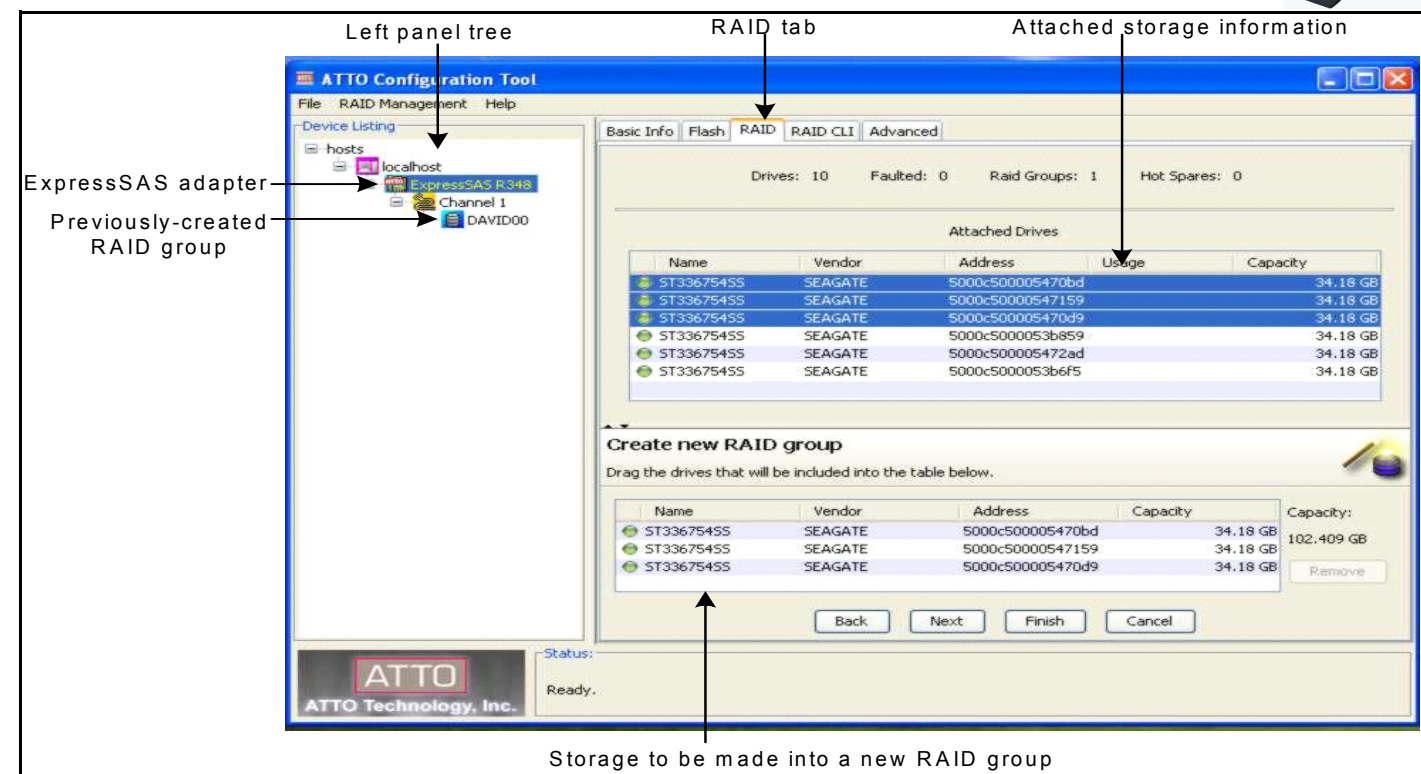 Left panel tree
RAID tab
Attached storage information
ATTO Configuration Tool
File RAID Management Help
Device Listing
hosts
localhost
ExpressSAS R348
Channel 1
DAVID00
ExpressSAS adapter
Previously-created
RAID group
Basic Info Flash RAID RAID CLI Advanced
Drives: 10 Faulted: 0 Raid Groups: 1 Hot Spares: 0
Attached Drives
Name Vendor Address Usage Capacity
ST336754SS SEAGATE 5000c500005470bd 34.18 GB
ST336754SS SEAGATE 5000c50000547159 34.18 GB
ST336754SS SEAGATE 5000c500005470d9 34.18 GB
ST336754SS SEAGATE 5000c5000053b859 34.18 GB
ST336754SS SEAGATE 5000c500005472ad 34.18 GB
ST336754SS SEAGATE 5000c5000053b6f5 34.18 GB
Create new RAID group
Drag the drives that will be included into the table below.
Name Vendor Address Capacity
ST336754SS SEAGATE 5000c500005470bd 34.18 GB
ST336754SS SEAGATE 5000c50000547159 34.18 GB
ST336754SS SEAGATE 5000c500005470d9 34.18 GB
Capacity:
102.409 GB
Remove
Back Next Finish Cancel
ATTO
ATTO Technology, Inc.
Status:
Ready.
Storage to be made into a new RAID group